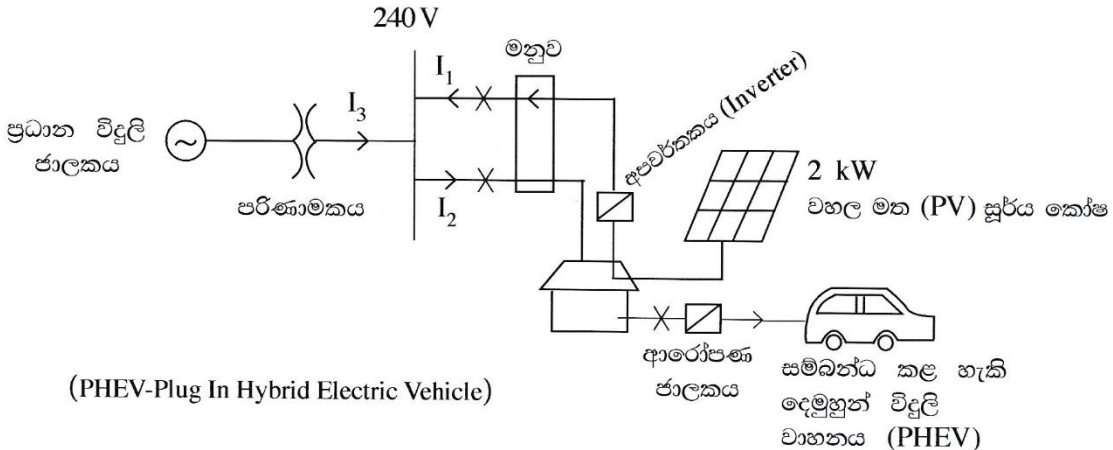 240 V
මනුව
I₁
අපවර්තකය (Inverter)
I₃
ප්‍රධාන විදුලි
ජාලකය
2 kW
වහල මත (PV) සූර්ය කෝෂ
පරිණාමකය
I₂
ආරෝපණ
ජාලකය
සම්බන්ධ කළ හැකි
දෙමුහුන් විදුලි
වාහනය (PHEV)
(PHEV-Plug In Hybrid Electric Vehicle)